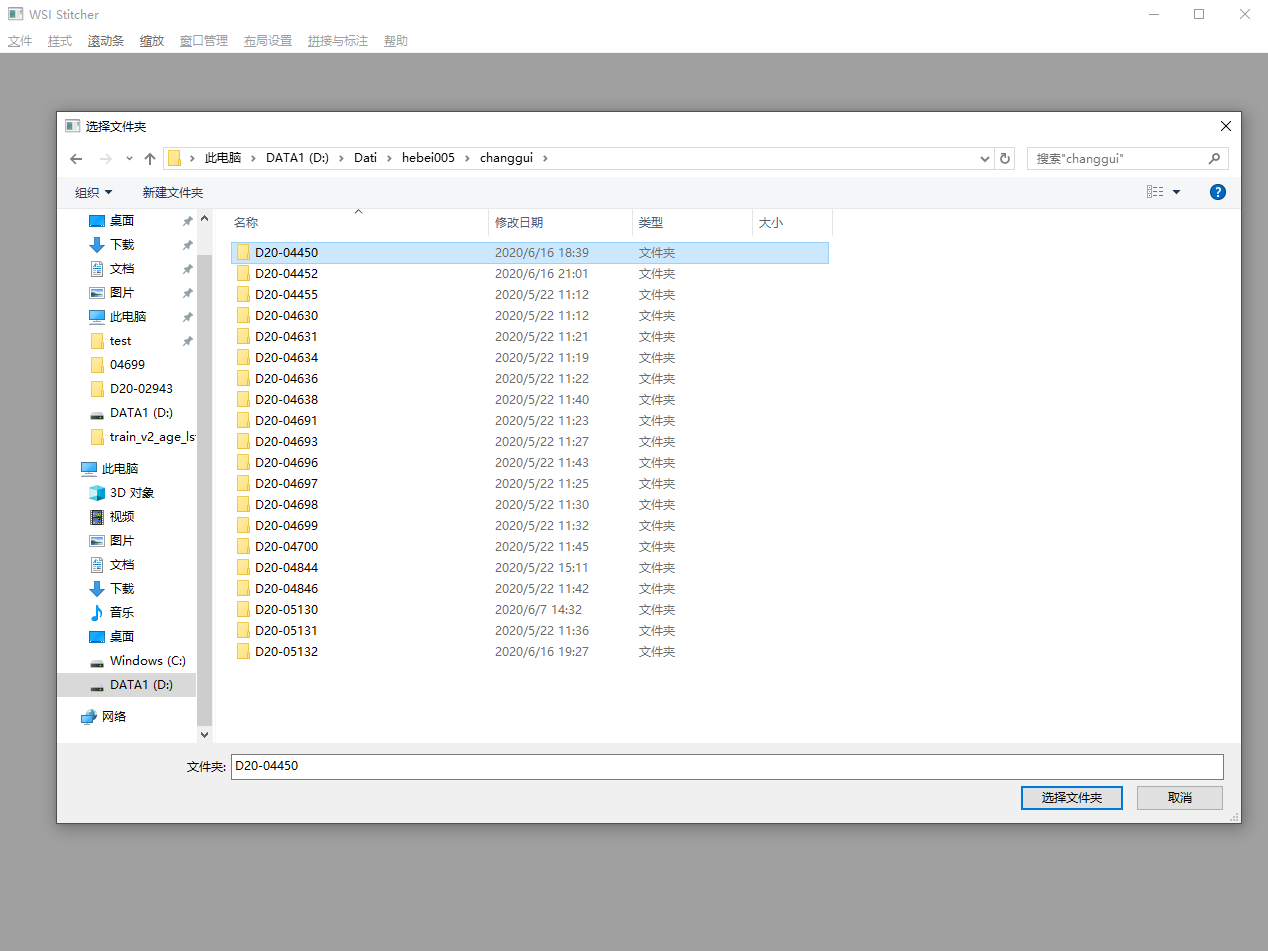 WSI Stitcher
文件 样式 滚动条 缩放 窗口管理 布局设置 拼接与标注 帮助
选择文件夹
此电脑 DATA1 (D:) Dati hebei005 changgui 搜索"changgui"
组织 新建文件夹
桌面
下载
文档
图片
此电脑
test
04699
D20-02943
DATA1 (D:)
train_v2_age_ls
此电脑
3D 对象
视频
图片
文档
下载
音乐
桌面
Windows (C:)
DATA1 (D:)
网络
名称 修改日期 类型 大小
D20-04450 2020/6/16 18:39 文件夹
D20-04452 2020/6/16 21:01 文件夹
D20-04455 2020/5/22 11:12 文件夹
D20-04630 2020/5/22 11:12 文件夹
D20-04631 2020/5/22 11:21 文件夹
D20-04634 2020/5/22 11:19 文件夹
D20-04636 2020/5/22 11:22 文件夹
D20-04638 2020/5/22 11:40 文件夹
D20-04691 2020/5/22 11:23 文件夹
D20-04693 2020/5/22 11:27 文件夹
D20-04696 2020/5/22 11:43 文件夹
D20-04697 2020/5/22 11:25 文件夹
D20-04698 2020/5/22 11:30 文件夹
D20-04699 2020/5/22 11:32 文件夹
D20-04700 2020/5/22 11:45 文件夹
D20-04844 2020/5/22 15:11 文件夹
D20-04846 2020/5/22 11:42 文件夹
D20-05130 2020/6/7 14:32 文件夹
D20-05131 2020/5/22 11:36 文件夹
D20-05132 2020/6/16 19:27 文件夹
文件夹: D20-04450
选择文件夹 取消